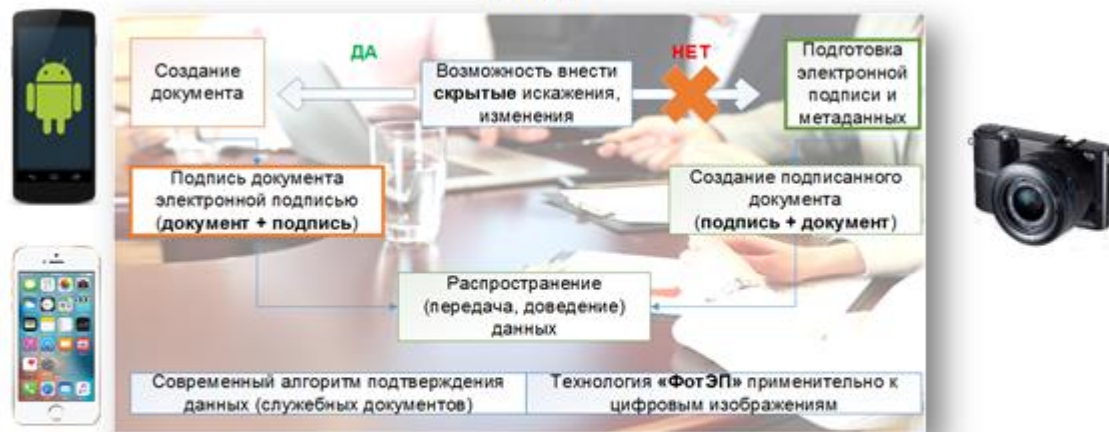 ДА
НЕТ
Создание
документа
Возможность внести
скрытые искажения,
изменения
Подготовка
электронной
подписи и
метаданных
Подпись документа
электронной подписью
(документ + подпись)
Создание подписанного
документа
(подпись + документ)
Распространение
(передача, доведение)
данных
Современный алгоритм подтверждения
данных (служебных документов)
Технология «ФотЭП» применительно к
цифровым изображениям